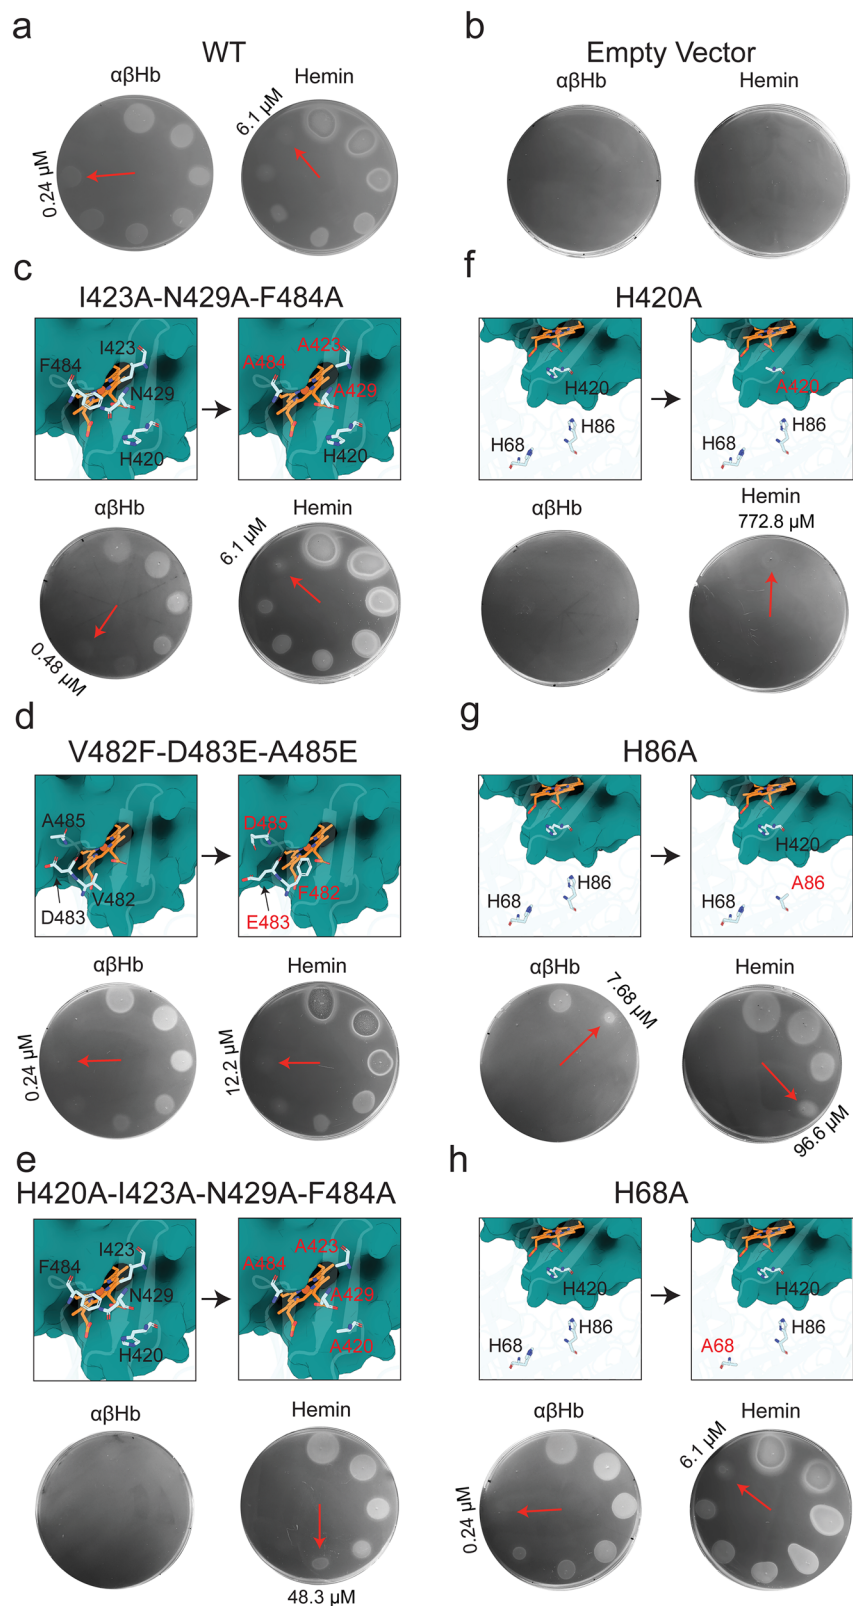 a
WT
αβHb
Hemin
0.24 µM
6.1 µM
b
Empty Vector
αβHb
Hemin
c
I423A-N429A-F484A
I423
F484
N429
H420
A423
A484
A429
H420
αβHb
Hemin
0.48 µM
6.1 µM
d
V482F-D483E-A485E
A485
V482
D483
D485
F482
E483
αβHb
Hemin
0.24 µM
12.2 µM
e
H420A-I423A-N429A-F484A
I423
F484
N429
H420
A423
A484
A429
A420
αβHb
Hemin
48.3 µM
f
H420A
H420
H86
H68
A420
H86
H68
αβHb
Hemin
772.8 µM
g
H86A
H420
H86
H68
H420
A86
H68
αβHb
Hemin
7.68 µM
96.6 µM
h
H68A
H420
H86
H68
H420
H86
A68
αβHb
Hemin
0.24 µM
6.1 µM